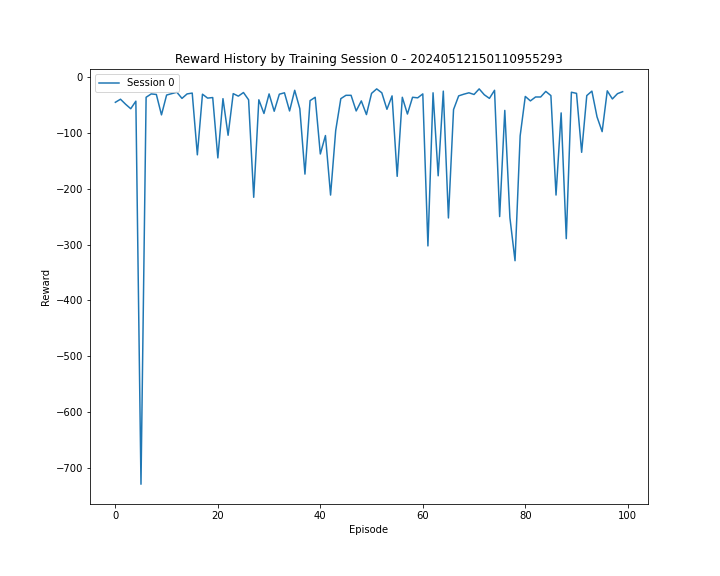 Reward History by Training Session 0 - 20240512150110955293
Session 0
0
−100
−200
−300
−400
−500
−600
−700
Reward
0 20 40 60 80 100
Episode